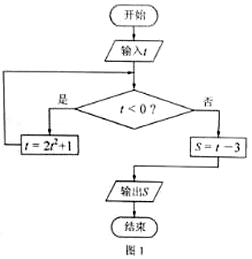 开始
输入t
t < 0 ?
是
否
t = 2t²+1
S = t - 3
输出S
结束
图 1